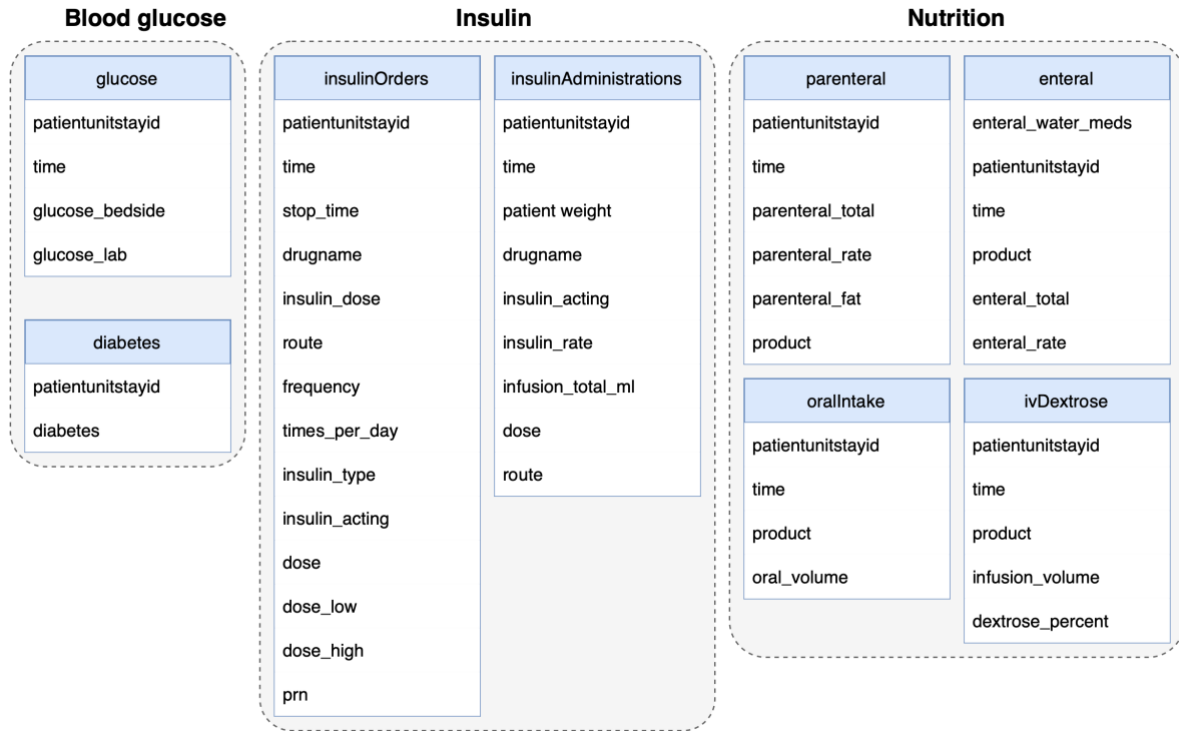 Blood glucose
glucose
patientunitstayid
time
glucose_bedside
glucose_lab
diabetes
patientunitstayid
diabetes
Insulin
insulinOrders
patientunitstayid
time
stop_time
drugname
insulin_dose
route
frequency
times_per_day
insulin_type
insulin_acting
dose
dose_low
dose_high
prn
insulinAdministrations
patientunitstayid
time
patient weight
drugname
insulin_acting
insulin_rate
infusion_total_ml
dose
route
Nutrition
parenteral
patientunitstayid
time
parenteral_total
parenteral_rate
parenteral_fat
product
enteral
enteral_water_meds
patientunitstayid
time
product
enteral_total
enteral_rate
oralIntake
patientunitstayid
time
product
oral_volume
ivDextrose
patientunitstayid
time
product
infusion_volume
dextrose_percent